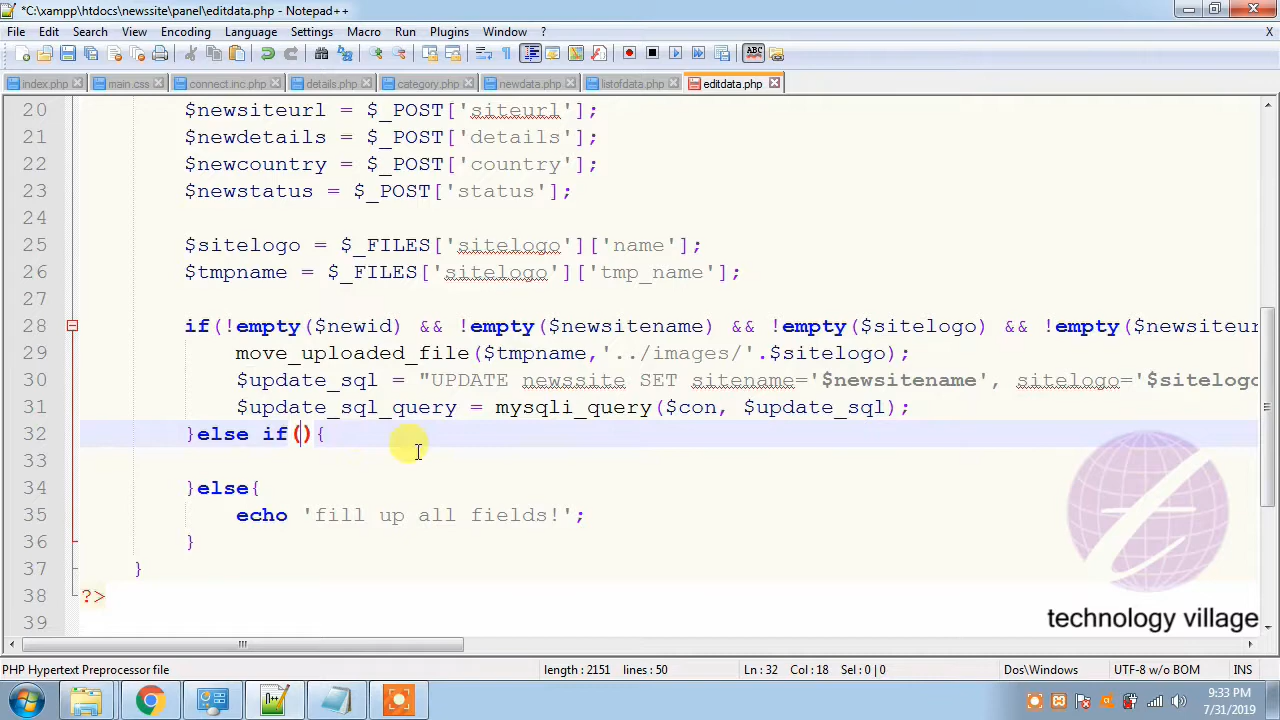 *C:\xampp\htdocs\newssite\panel\editdata.php - Notepad++
File Edit Search View Encoding Language Settings Macro Run Plugins Window ? X
index.php main.css connect.inc.php details.php category.php newdata.php listofdata.php editdata.php
20 $newsiteurl = $_POST['siteurl'];
21 $newdetails = $_POST['details'];
22 $newcountry = $_POST['country'];
23 $newstatus = $_POST['status'];
24
25 $sitelogo = $_FILES['sitelogo']['name'];
26 $tmpname = $_FILES['sitelogo']['tmp_name'];
27
28 if(!empty($newid) && !empty($newsitename) && !empty($sitelogo) && !empty($newsiteur
29 move_uploaded_file($tmpname,'../images/'.$sitelogo);
30 $update_sql = "UPDATE newssite SET sitename='$newsitename', sitelogo='$sitelogo
31 $update_sql_query = mysqli_query($con, $update_sql);
32 }else if(){
33
34 }else{
35 echo 'fill up all fields!';
36 }
37 }
38 ?>
39
technology village
PHP Hypertext Preprocessor file length : 2151 lines : 50 Ln : 32 Col : 18 Sel : 0 | 0 Dos\Windows UTF-8 w/o BOM INS
9:33 PM
7/31/2019